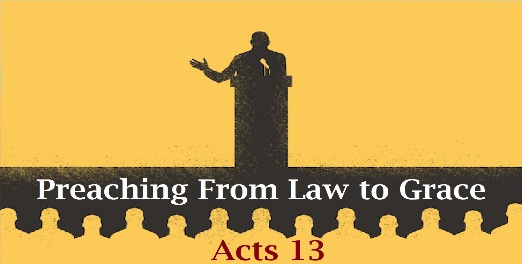 Preaching From Law to Grace
Acts 13